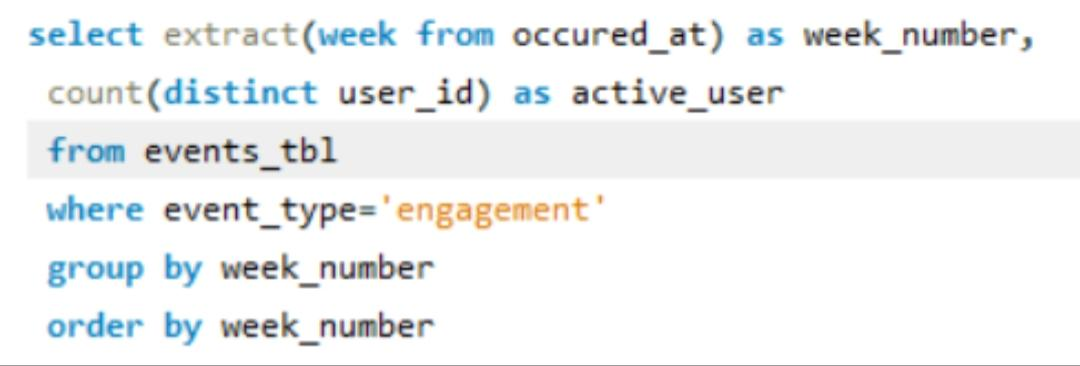 select extract(week from occured_at) as week_number,
count(distinct user_id) as active_user
from events_tbl
where event_type='engagement'
group by week_number
order by week_number